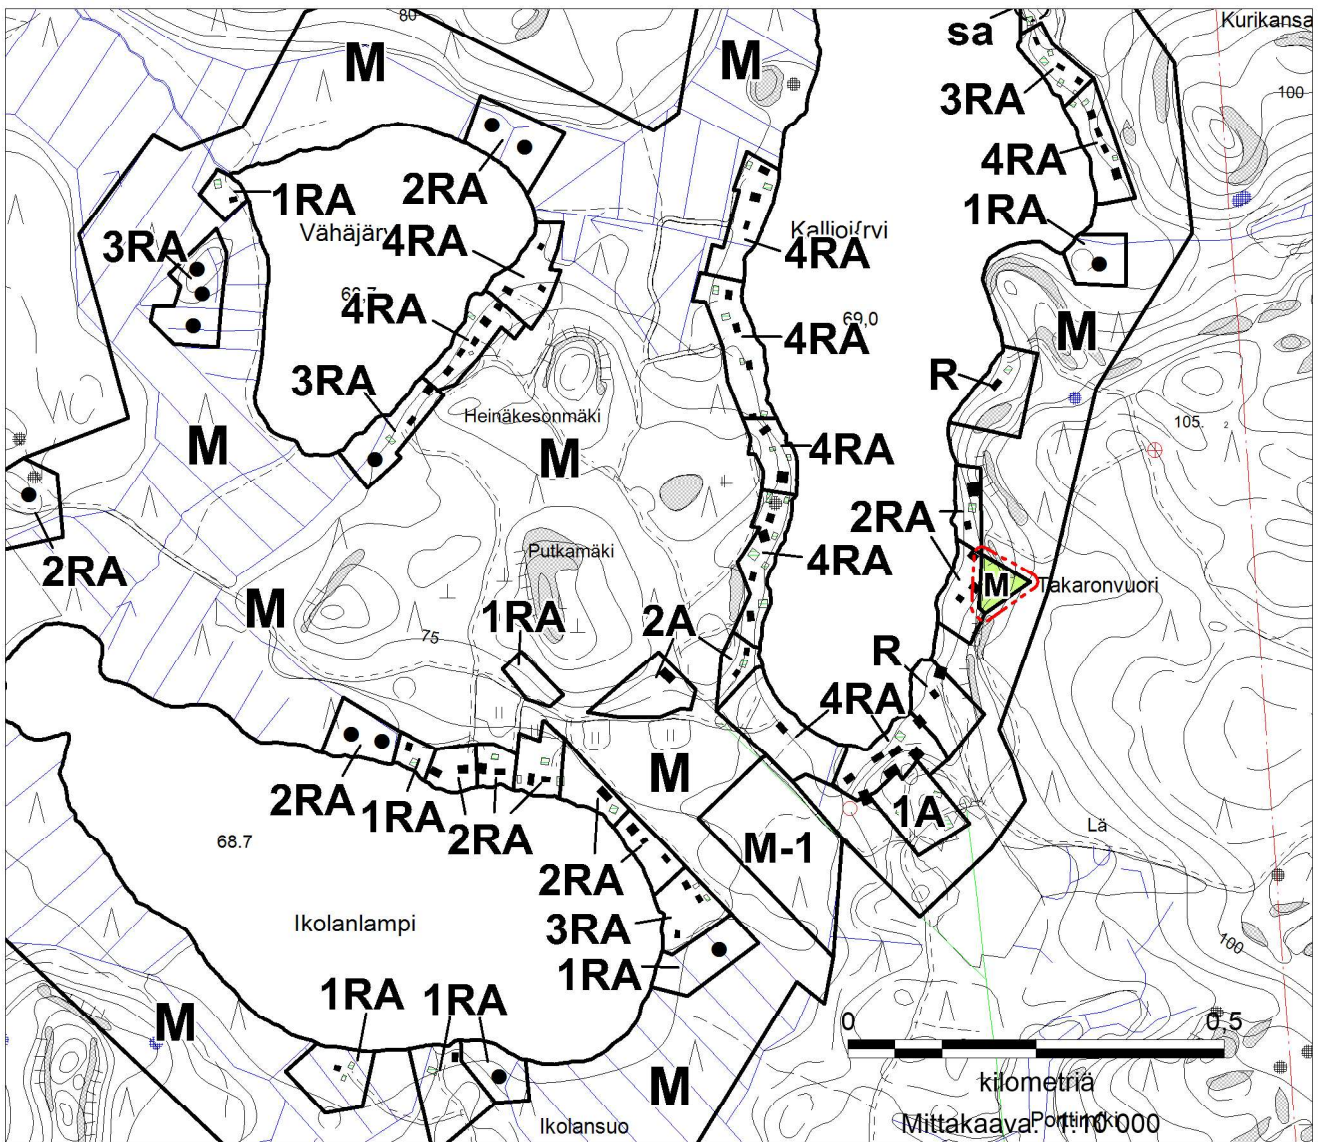 80
M
M
sa
Kurikansa
3RA
100
4RA
1RA
2RA
1RA
Vähäjärv
4RA
Kalliojärvi
3RA
4RA
4RA
69,0
4RA
M
R
3RA
Heinäkesonmäki
M
M
4RA
105.
2
2RA
2RA
Putkamäki
4RA
M
M
Takaronvuori
75
1RA
2A
R
4RA
M
2RA
1RA
2RA
1A
68.7
M-1
Lä
2RA
Ikolanlampi
3RA
1RA
100
1RA
1RA
M
M
0
0,5
kilometriä
Ikolansuo
Mittakaava: 1:10 000